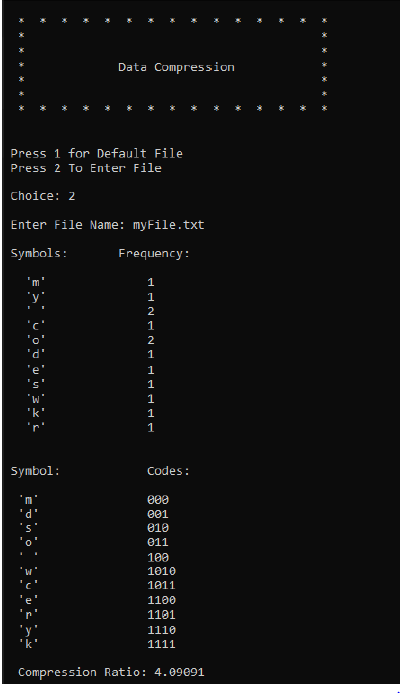 * * * * * * * * * * * * * * *
* *
* *
* Data Compression *
* *
* *
* * * * * * * * * * * * * * *
Press 1 for Default File
Press 2 To Enter File
Choice: 2
Enter File Name: myFile.txt
Symbols: Frequency:
'm' 1
'y' 1
' ' 2
'c' 1
'o' 2
'd' 1
'e' 1
's' 1
'w' 1
'k' 1
'r' 1
Symbol: Codes:
'm' 000
'd' 001
's' 010
'o' 011
' ' 100
'w' 1010
'c' 1011
'e' 1100
'r' 1101
'y' 1110
'k' 1111
Compression Ratio: 4.09091